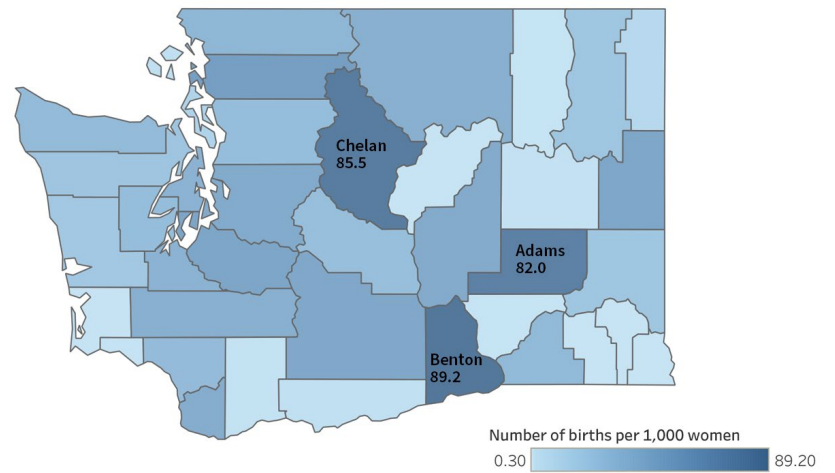 Chelan
85.5
Adams
82.0
Benton
89.2
Number of births per 1,000 women
0.30 89.20